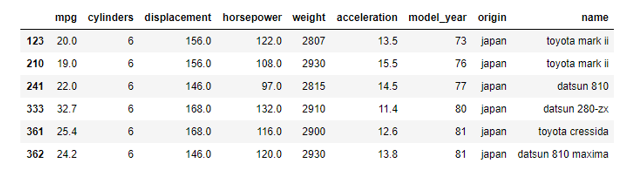 mpg cylinders displacement horsepower weight acceleration model_year origin name
123 20.0 6 156.0 122.0 2807 13.5 73 japan toyota mark ii
210 19.0 6 156.0 108.0 2930 15.5 76 japan toyota mark ii
241 22.0 6 146.0 97.0 2815 14.5 77 japan datsun 810
333 32.7 6 168.0 132.0 2910 11.4 80 japan datsun 280-zx
361 25.4 6 168.0 116.0 2900 12.6 81 japan toyota cressida
362 24.2 6 146.0 120.0 2930 13.8 81 japan datsun 810 maxima